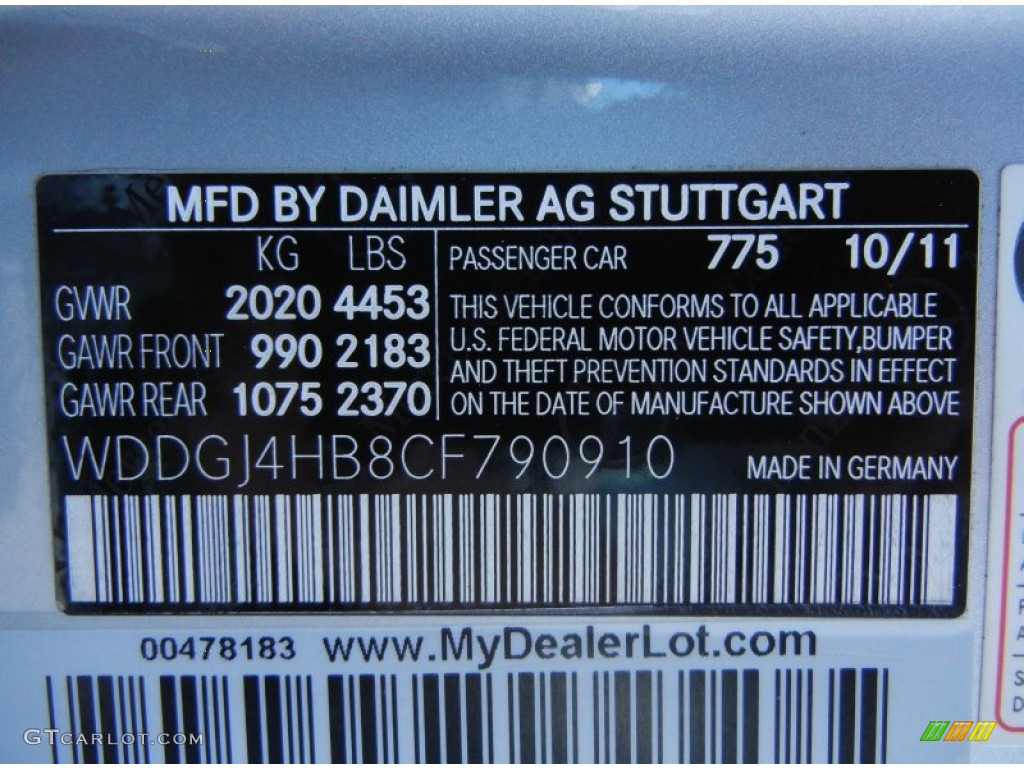 MFD BY DAIMLER AG STUTTGART
KG LBS
GVWR 2020 4453
GAWR FRONT 990 2183
GAWR REAR 1075 2370
PASSENGER CAR 775 10/11
THIS VEHICLE CONFORMS TO ALL APPLICABLE
U.S. FEDERAL MOTOR VEHICLE SAFETY,BUMPER
AND THEFT PREVENTION STANDARDS IN EFFECT
ON THE DATE OF MANUFACTURE SHOWN ABOVE
WDDGJ4HB8CF790910 MADE IN GERMANY
00478183 www.MyDealerLot.com
GTCARLOT.COM